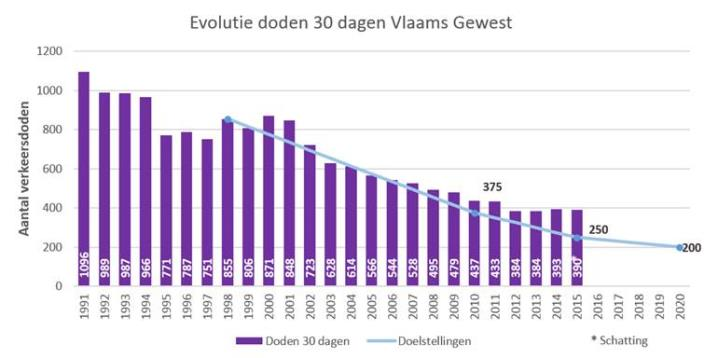 Evolutie doden 30 dagen Vlaams Gewest
Aantal verkeersdoden
1200
1000
800
600
400
200
0
1096 989 987 966 771 787 751 855 806 871 848 723 628 614 566 544 528 495 479 437 433 384 384 393 390*
375
250
200
1991 1992 1993 1994 1995 1996 1997 1998 1999 2000 2001 2002 2003 2004 2005 2006 2007 2008 2009 2010 2011 2012 2013 2014 2015 2016 2017 2018 2019 2020
Doden 30 dagen Doelstellingen * Schatting